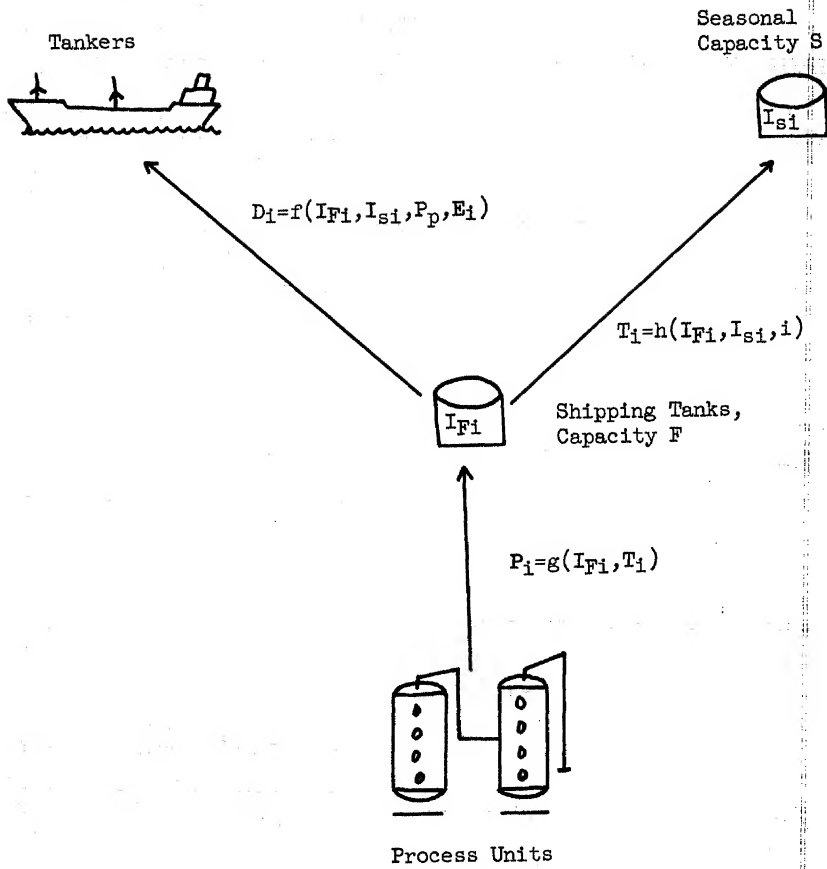 Tankers
Seasonal
Capacity S
I_si
D_i=f(I_Fi,I_si,P_p,E_i)
T_i=h(I_Fi,I_si,i)
I_Fi
Shipping Tanks,
Capacity F
P_i=g(I_Fi,T_i)
Process Units